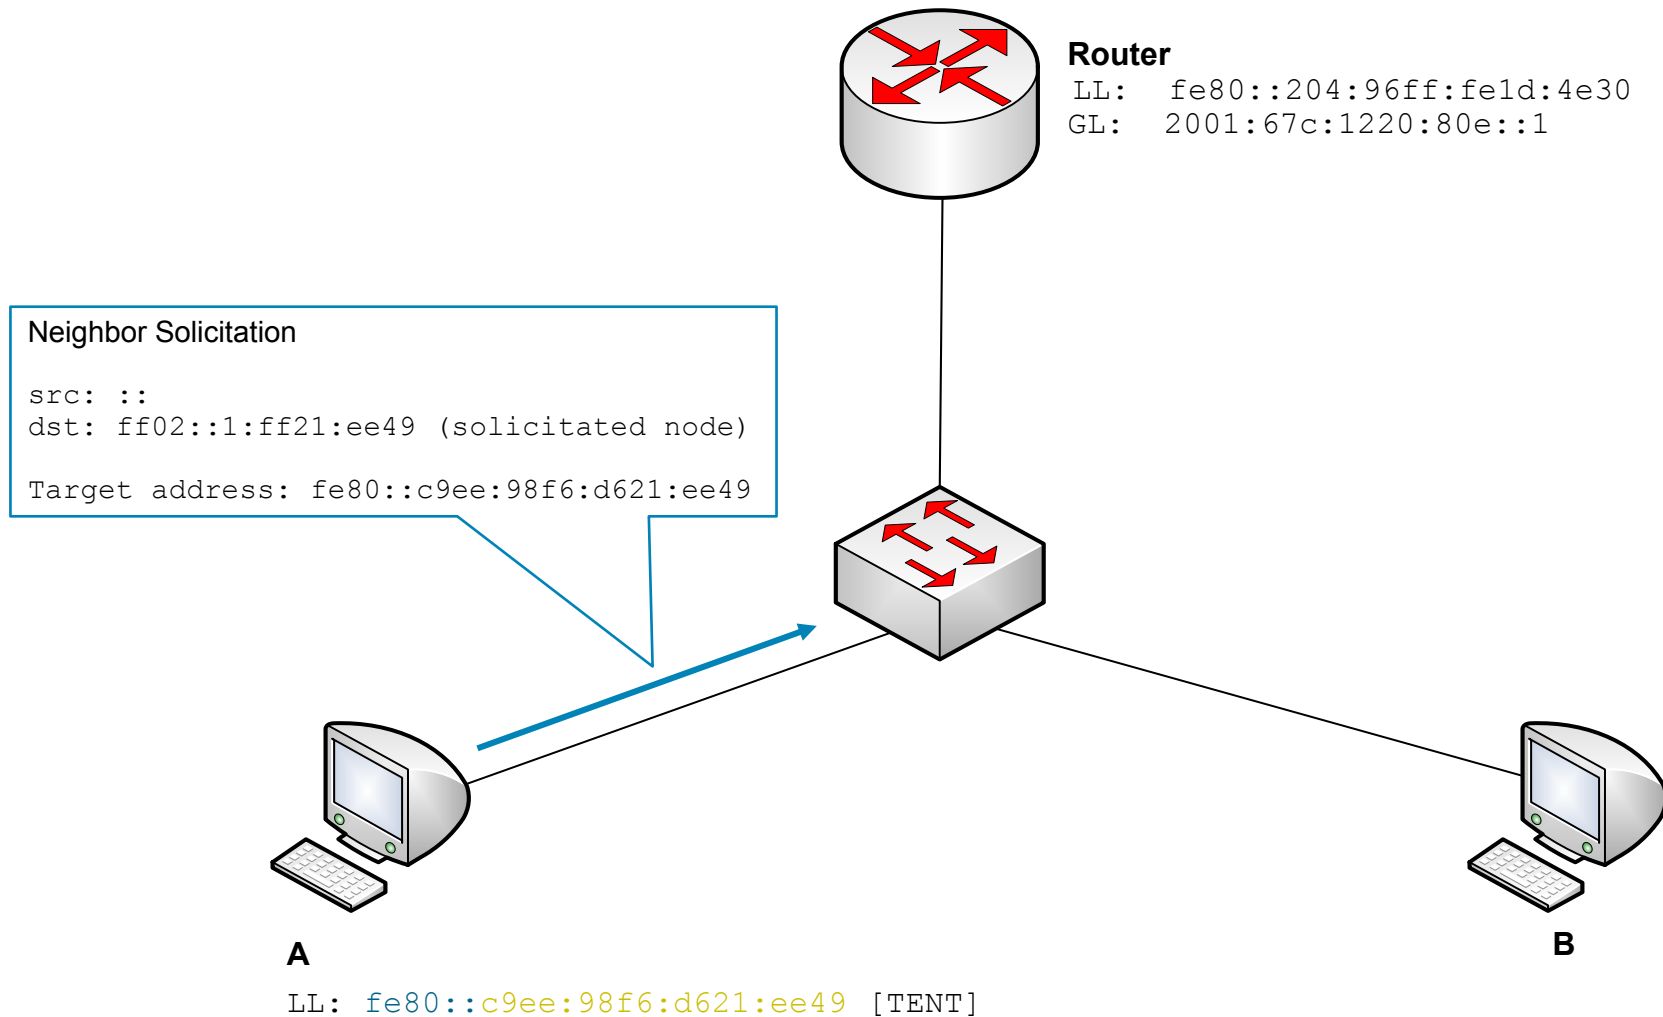 Router
LL: fe80::204:96ff:fe1d:4e30
GL: 2001:67c:1220:80e::1
Neighbor Solicitation
src: ::
dst: ff02::1:ff21:ee49 (solicitated node)
Target address: fe80::c9ee:98f6:d621:ee49
A
B
LL: fe80::c9ee:98f6:d621:ee49 [TENT]